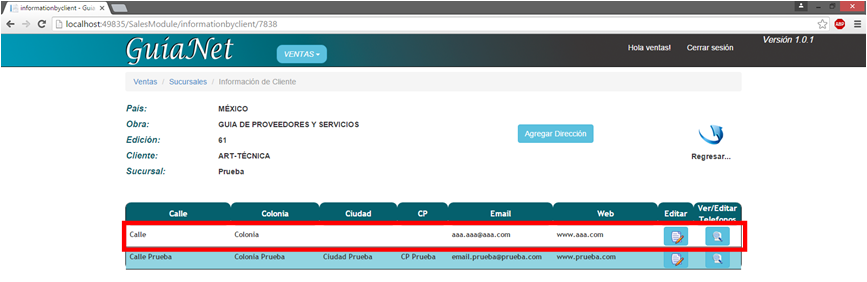 informationbyclient - Guia
localhost:49835/SalesModule/informationbyclient/7838
ABP
GuíaNet
VENTAS
Hola ventas!
Cerrar sesión
Versión 1.0.1
Ventas / Sucursales / Información de Cliente
País: MÉXICO
Obra: GUIA DE PROVEEDORES Y SERVICIOS
Edición: 61
Cliente: ART-TÉCNICA
Sucursal: Prueba
Agregar Dirección
Regresar...
Calle Colonia Ciudad CP Email Web Editar Ver/Editar Telefonos
Calle Colonia aaa.aaa@aaa.com www.aaa.com
Calle Prueba Colonia Prueba Ciudad Prueba CP Prueba email.prueba@prueba.com www.prueba.com